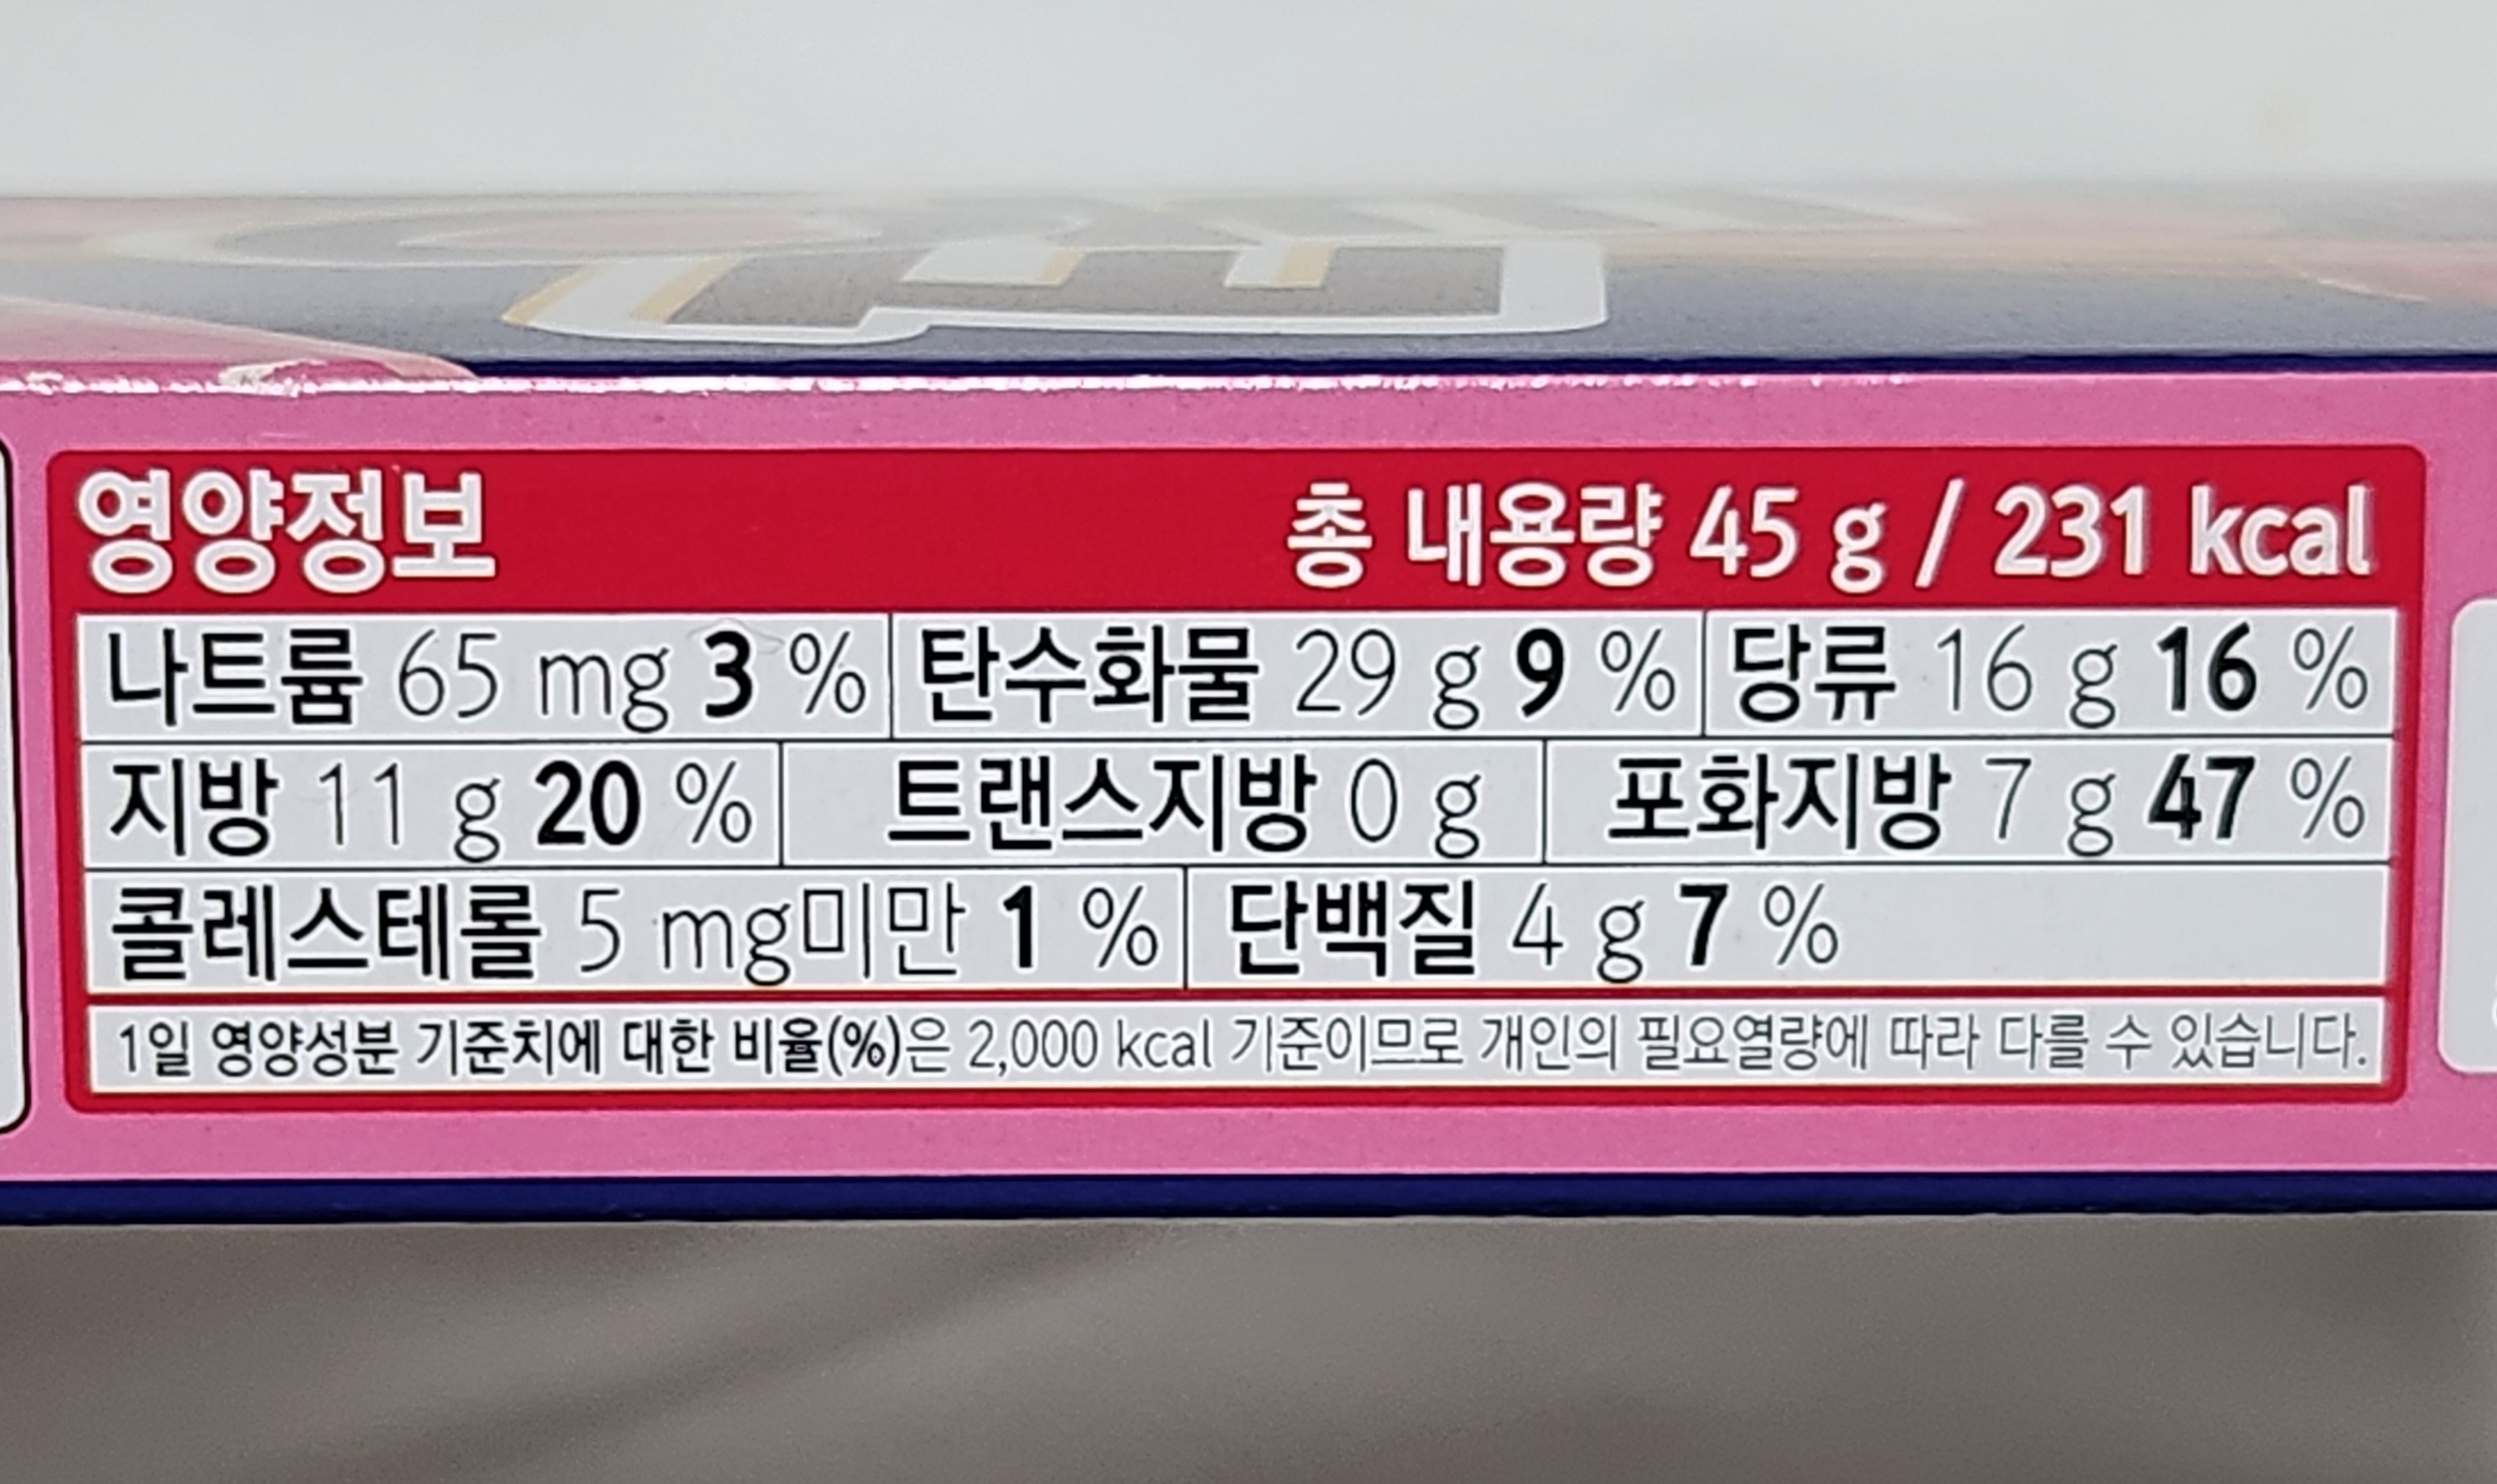 영양정보 총 내용량 45 g / 231 kcal
나트륨 65 mg 3 % 탄수화물 29 g 9 % 당류 16 g 16 %
지방 11 g 20 % 트랜스지방 0 g 포화지방 7 g 47 %
콜레스테롤 5 mg미만 1 % 단백질 4 g 7 %
1일 영양성분 기준치에 대한 비율(%)은 2,000 kcal 기준이므로 개인의 필요열량에 따라 다를 수 있습니다.